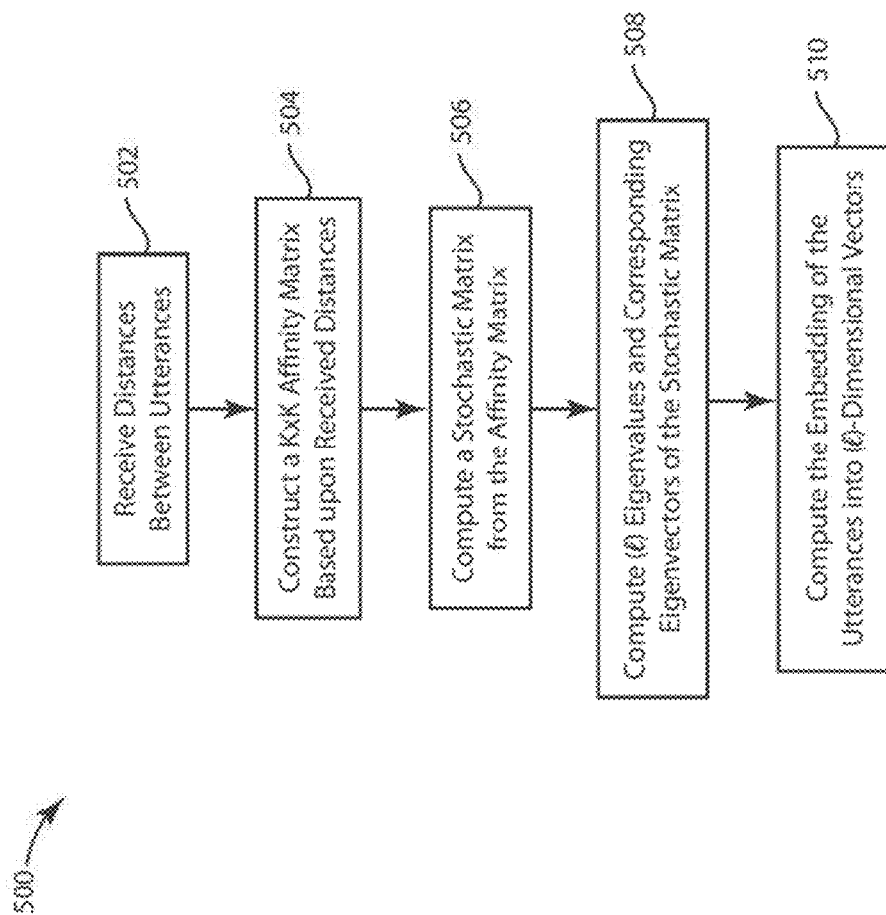 500
502
Receive Distances
Between Utterances
504
Construct a KxK Affinity Matrix
Based upon Received Distances
506
Compute a Stochastic Matrix
from the Affinity Matrix
508
Compute (ℓ) Eigenvalues and Corresponding
Eigenvectors of the Stochastic Matrix
510
Compute the Embedding of the
Utterances into (ℓ)-Dimensional Vectors